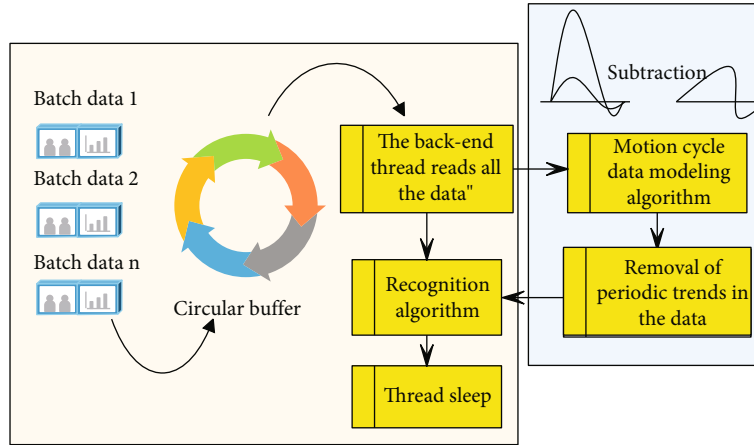 Batch data 1
Batch data 2
Batch data n
Circular buffer
The back-end
thread reads all
the data"
Recognition
algorithm
Thread sleep
Subtraction
Motion cycle
data modeling
algorithm
Removal of
periodic trends in
the data